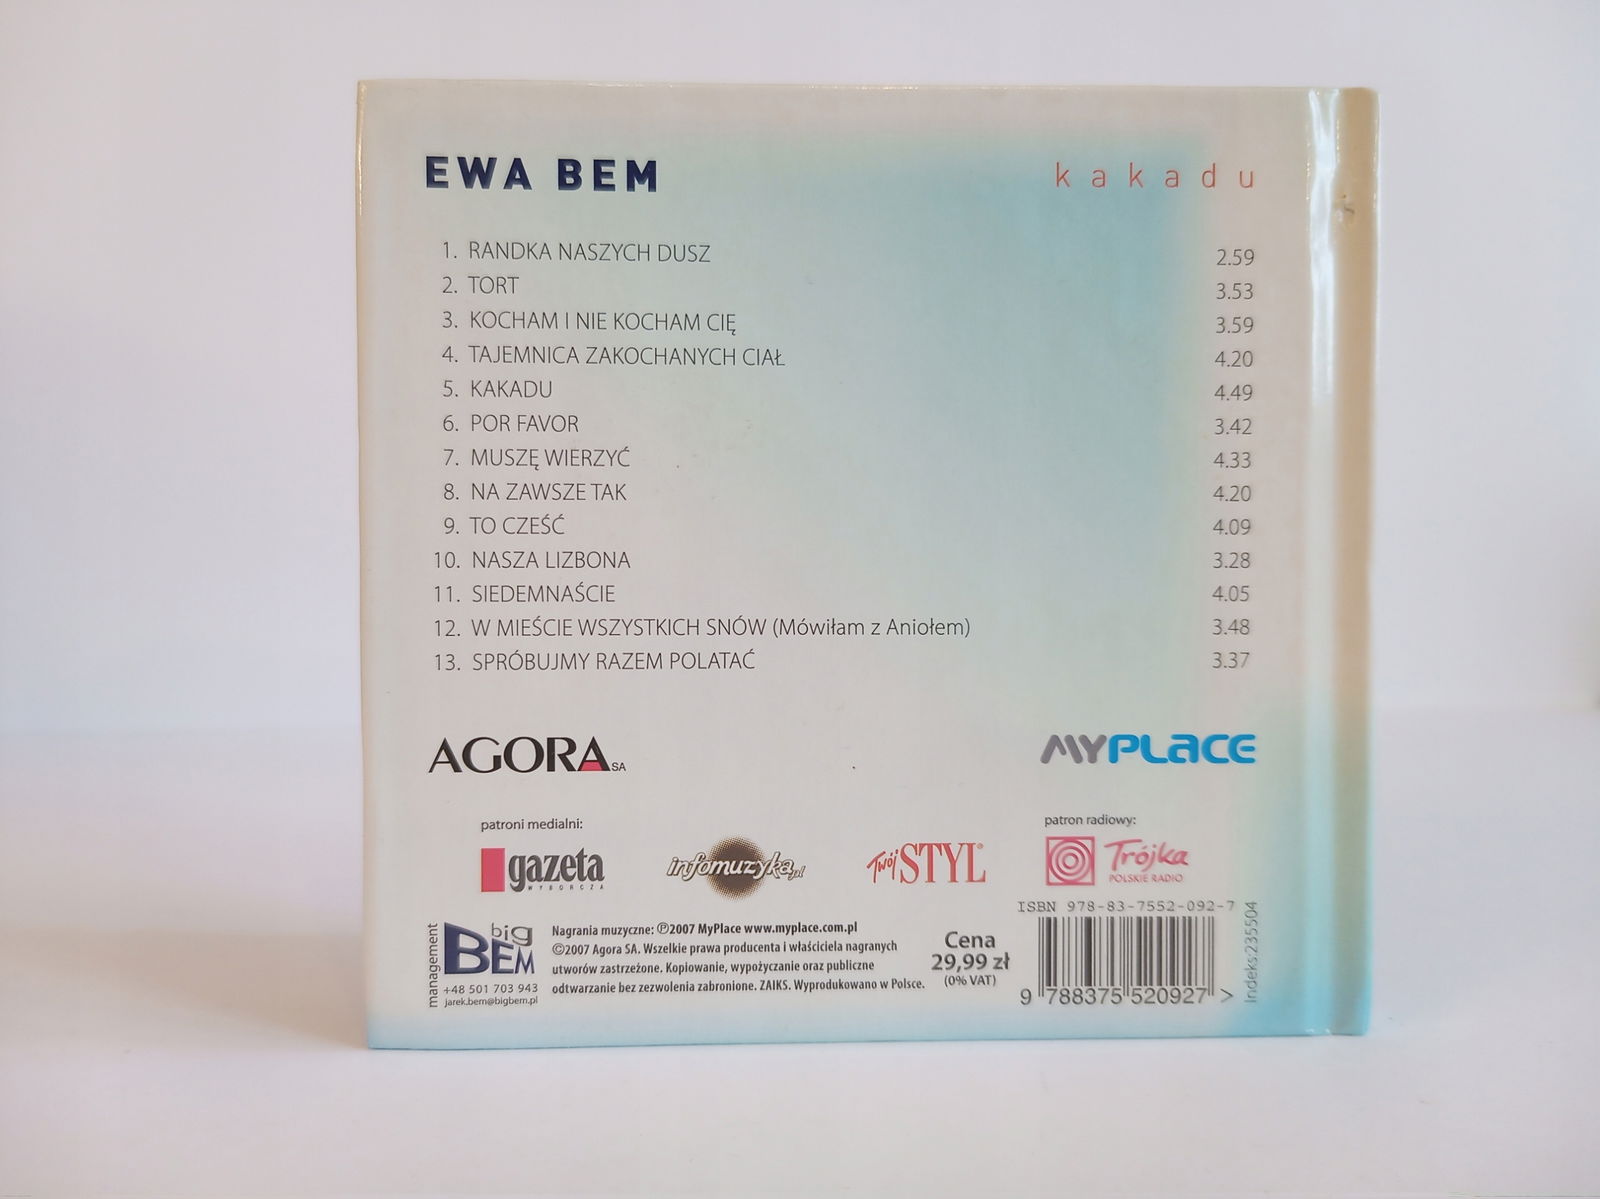 EWA BEM kakadu
1. RANDKA NASZYCH DUSZ 2.59
2. TORT 3.53
3. KOCHAM I NIE KOCHAM CIĘ 3.59
4. TAJEMNICA ZAKOCHANYCH CIAŁ 4.20
5. KAKADU 4.49
6. POR FAVOR 3.42
7. MUSZĘ WIERZYĆ 4.33
8. NA ZAWSZE TAK 4.20
9. TO CZEŚĆ 4.09
10. NASZA LIZBONA 3.28
11. SIEDEMNAŚCIE 4.05
12. W MIEŚCIE WSZYSTKICH SNÓW (Mówiłam z Aniołem) 3.48
13. SPRÓBUJMY RAZEM POLATAĆ 3.37
AGORA SA
MYPLACE
patroni medialni:
gazeta
WYBORCZA
infomuzyka.pl
Twój STYL®
patron radiowy:
Trójka
POLSKIE RADIO
management
big
BEM
+48 501 703 943
jarek.bem@bigbem.pl
Nagrania muzyczne: ℗2007 MyPlace www.myplace.com.pl
©2007 Agora SA. Wszelkie prawa producenta i właściciela nagranych
utworów zastrzeżone. Kopiowanie, wypożyczanie oraz publiczne
odtwarzanie bez zezwolenia zabronione. ZAIKS. Wyprodukowano w Polsce.
Cena
29,99 zł
(0% VAT)
ISBN 978-83-7552-092-7
9 788375 520927 >
Indeks:235504